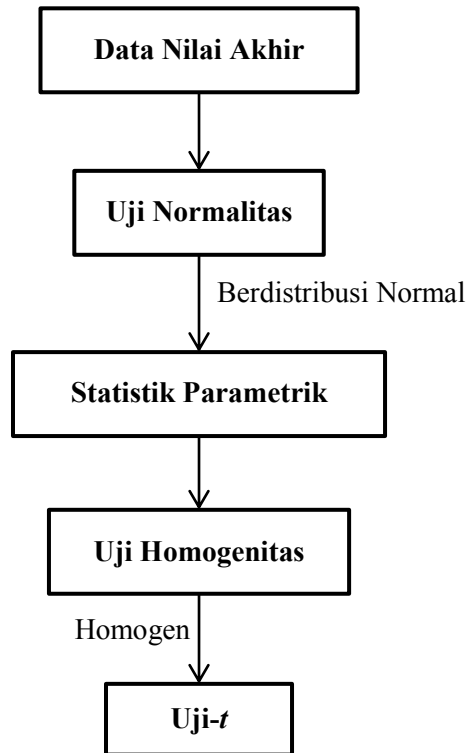 Data Nilai Akhir
Uji Normalitas
Berdistribusi Normal
Statistik Parametrik
Uji Homogenitas
Homogen
Uji-t